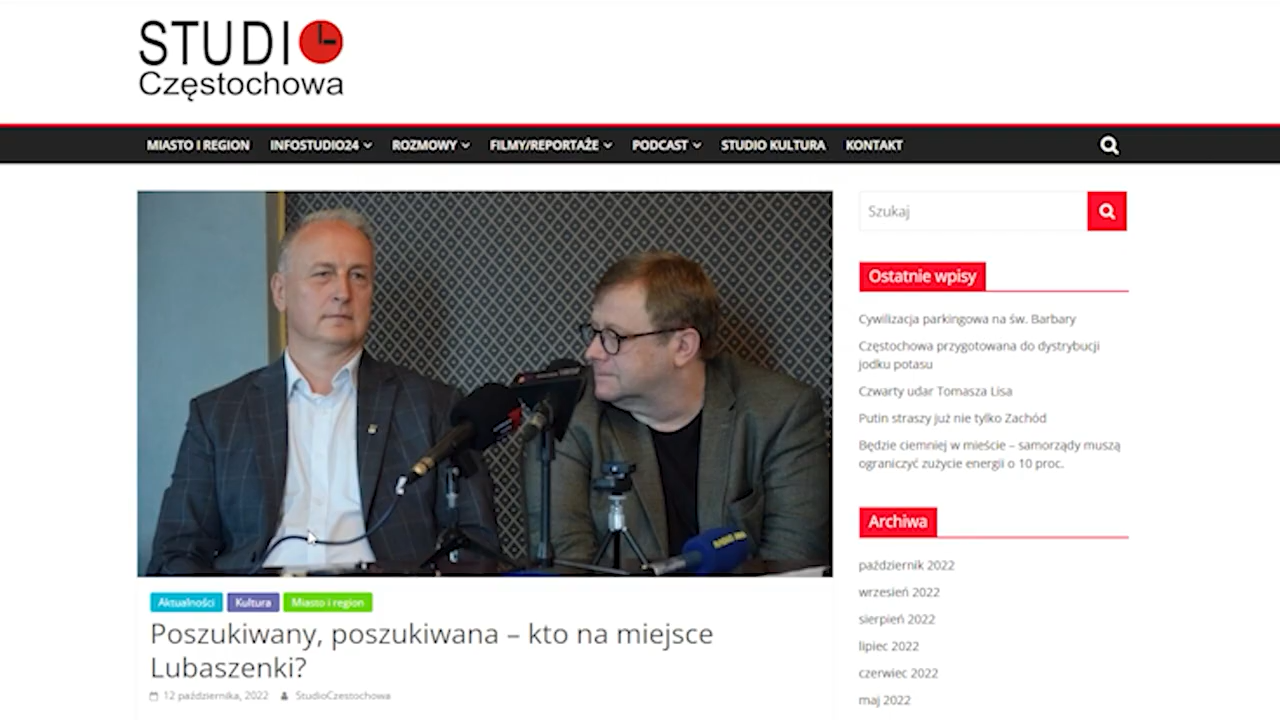 STUDIO
Częstochowa
MIASTO I REGION INFOSTUDIO24 ROZMOWY FILMY/REPORTAŻE PODCAST STUDIO KULTURA KONTAKT
Szukaj
Ostatnie wpisy
Cywilizacja parkingowa na św. Barbary
Częstochowa przygotowana do dystrybucji
jodku potasu
Czwarty udar Tomasza Lisa
Putin straszy już nie tylko Zachód
Będzie ciemniej w mieście – samorządy muszą
ograniczyć zużycie energii o 10 proc.
Archiwa
październik 2022
wrzesień 2022
sierpień 2022
lipiec 2022
czerwiec 2022
maj 2022
Aktualności Kultura Miasto i region
Poszukiwany, poszukiwana – kto na miejsce
Lubaszenki?
12 października, 2022 StudioCzestochowa